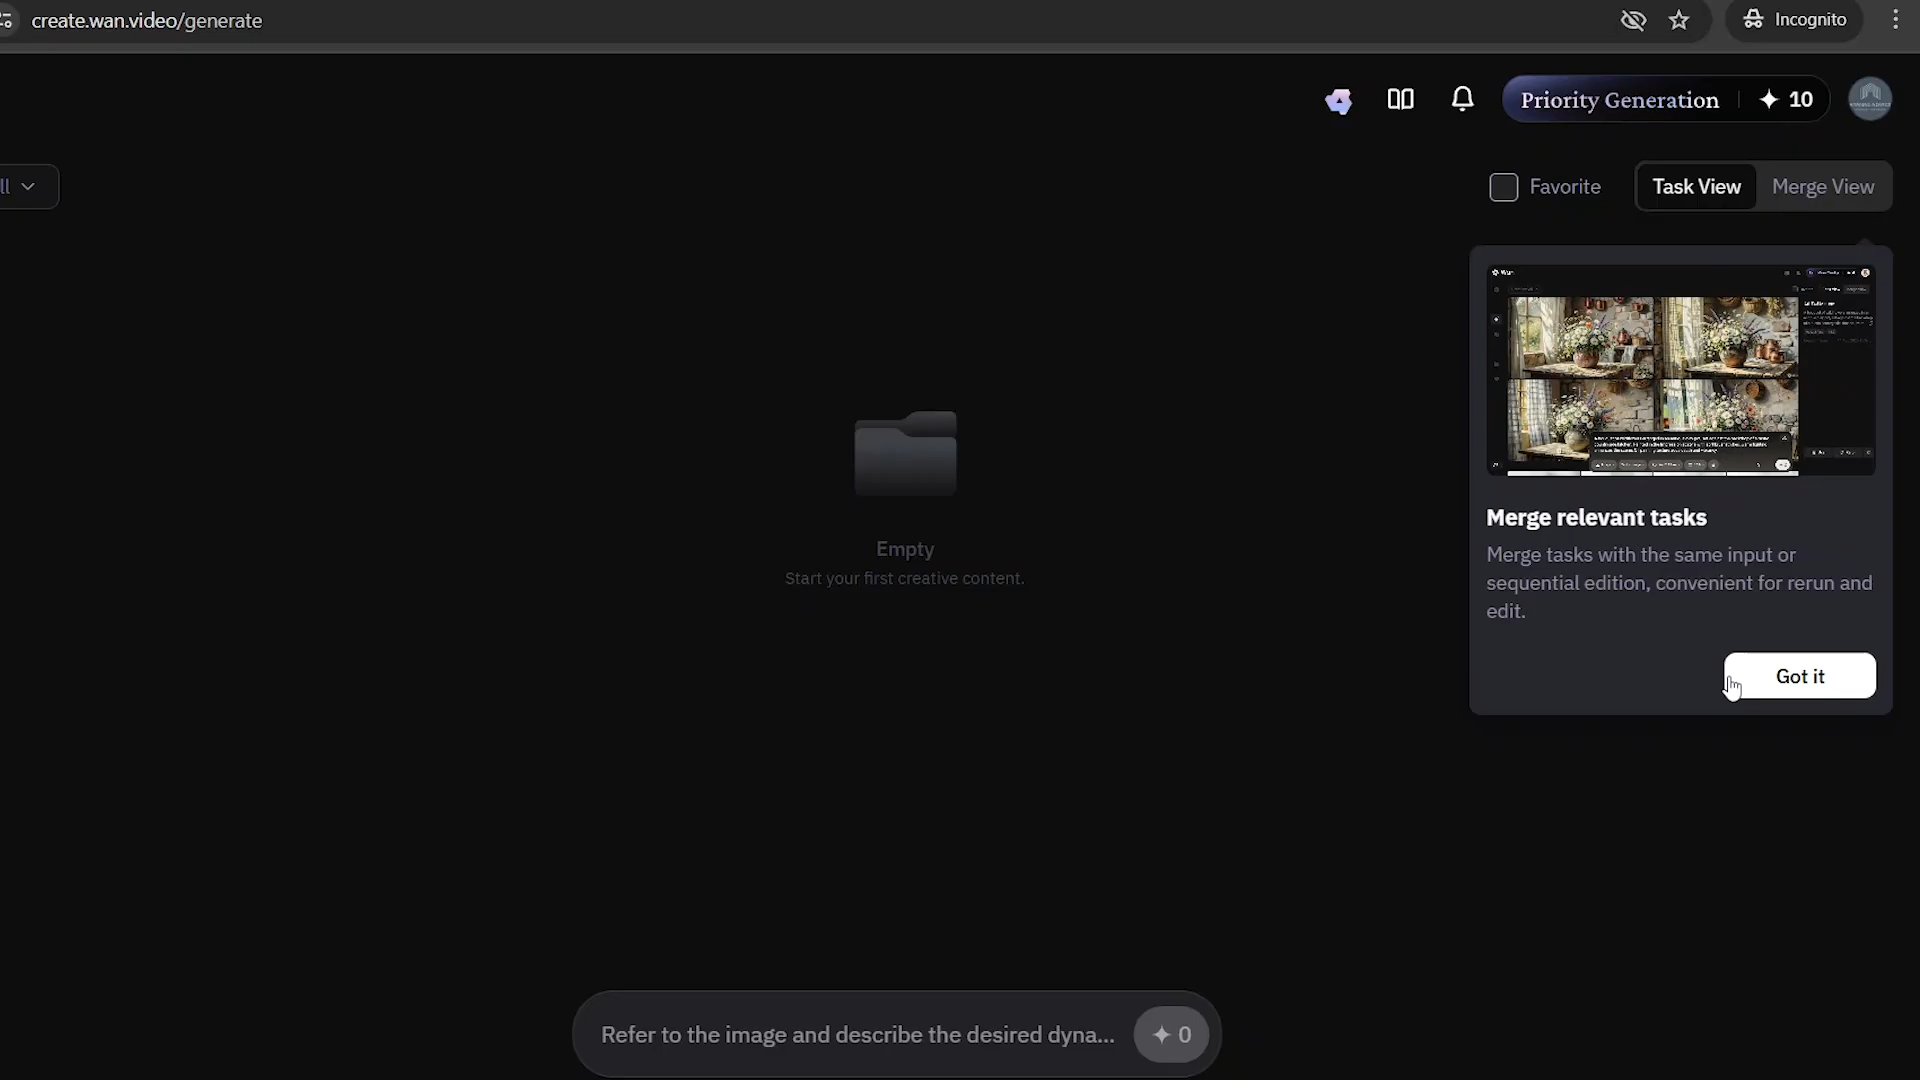 create.wan.video/generate
Incognito
Priority Generation
10
ll
Favorite
Task View
Merge View
Empty
Start your first creative content.
Merge relevant tasks
Merge tasks with the same input or
sequential edition, convenient for rerun and
edit.
Got it
Refer to the image and describe the desired dyna...
0